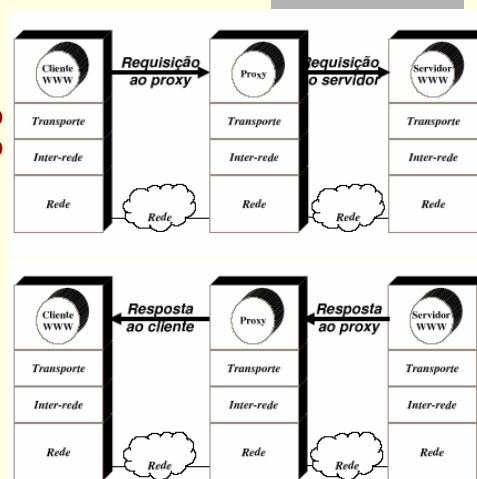 Requisição
ao proxy
Requisição
o servidor
Cliente
WWW
Proxy
Servidor
WWW
Transporte
Transporte
Transporte
Inter-rede
Inter-rede
Inter-rede
Rede
Rede
Rede
Rede
Rede
Resposta
ao cliente
Resposta
ao proxy
Cliente
WWW
Proxy
Servidor
WWW
Transporte
Transporte
Transporte
Inter-rede
Inter-rede
Inter-rede
Rede
Rede
Rede
Rede
Rede